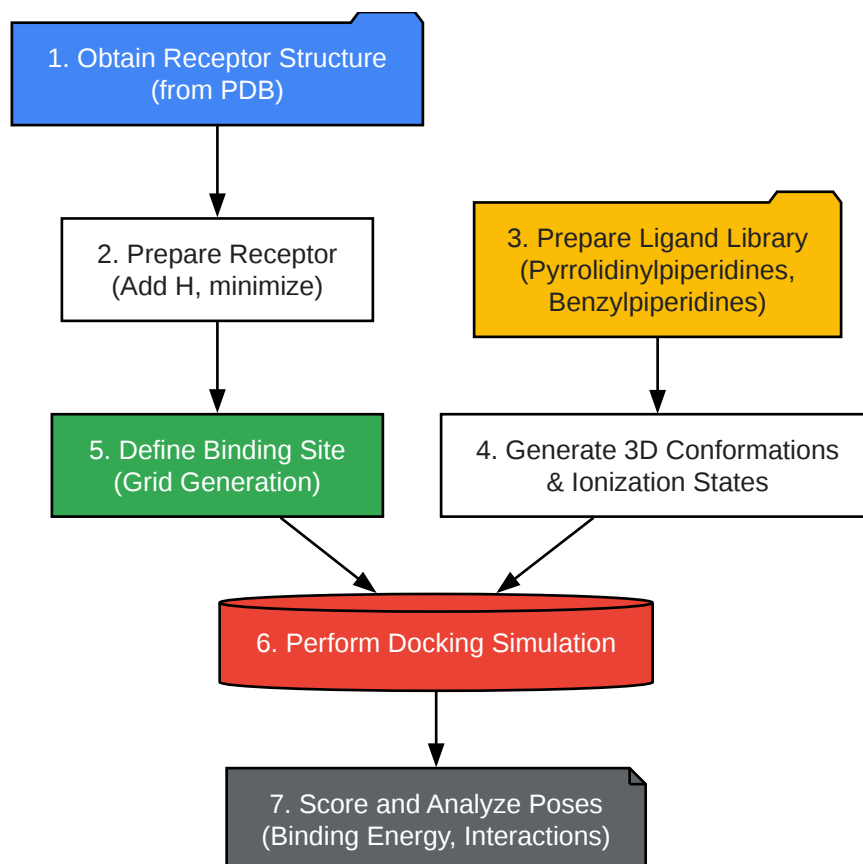 1. Obtain Receptor Structure
(from PDB)
2. Prepare Receptor
(Add H, minimize)
3. Prepare Ligand Library
(Pyrrolidinylpiperidines,
Benzylpiperidines)
5. Define Binding Site
(Grid Generation)
4. Generate 3D Conformations
& Ionization States
6. Perform Docking Simulation
7. Score and Analyze Poses
(Binding Energy, Interactions)